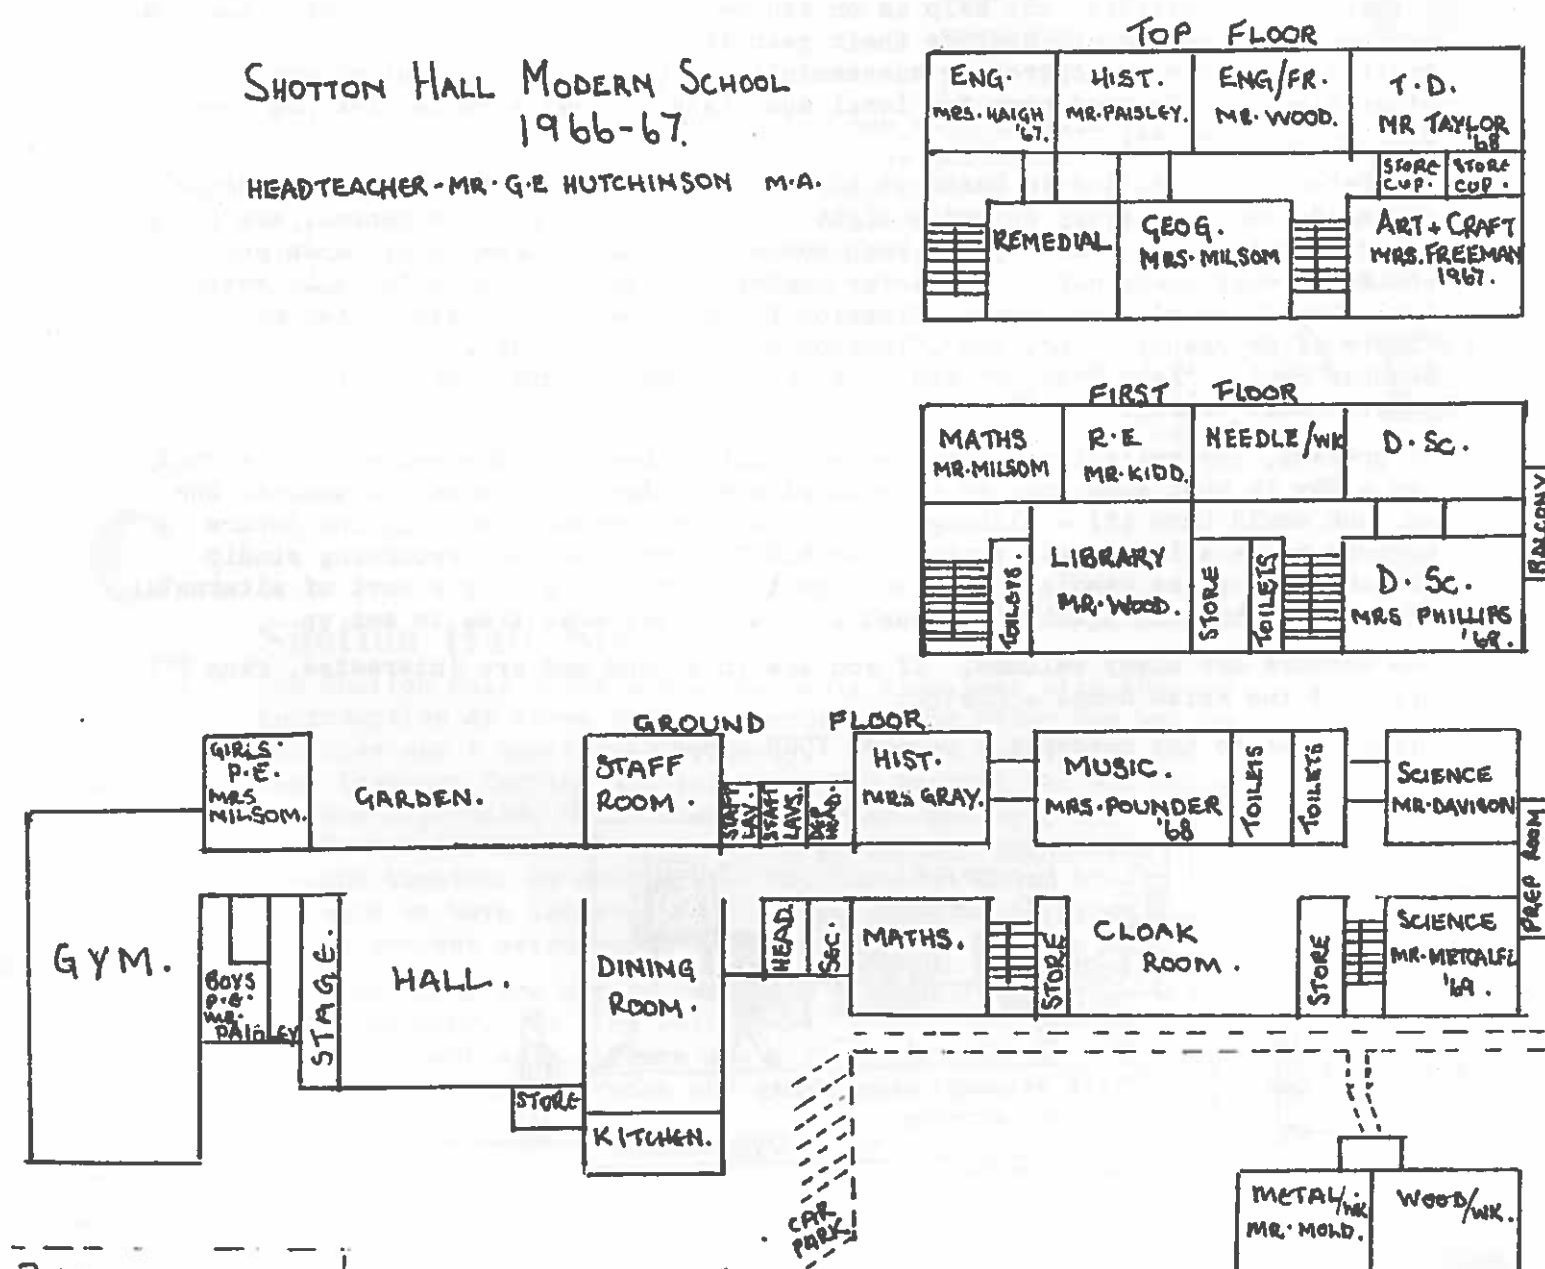 SHOTTON HALL MODERN SCHOOL
1966-67.
HEADTEACHER-MR·G·E HUTCHINSON M·A.
TOP FLOOR
ENG.
MRS·HAIGH
'67.
HIST.
MR.PAISLEY.
ENG/FR.
MR·WOOD.
T.D.
MR TAYLOR
'68
STORE
CUP.
STORE
CUP.
REMEDIAL
GEOG.
MRS·MILSOM
ART + CRAFT
MRS.FREEMAN
1967.
FIRST FLOOR
MATHS
MR·MILSOM
R·E
MR·KIDD.
NEEDLE/WK
D·Sc.
BALCONY
TOILETS.
LIBRARY
MR·WOOD.
STORE
TOILETS
D·Sc.
MRS PHILLIPS
'69.
GROUND FLOOR
GIRLS'
P.E.
MRS
MILSOM.
GARDEN.
STAFF
ROOM.
STAFF
LAV.
STAFF
LAVS.
DEP.
HEAD.
HIST.
MRS GRAY.
MUSIC.
MRS·POUNDER
'68
TOILETS
TOILETS
SCIENCE
MR·DAVISON
PREP ROOM
GYM.
BOYS
P.E.
MR.
PAISLEY
STAGE.
HALL.
DINING
ROOM.
HEAD.
SEC.
MATHS.
STORE
CLOAK
ROOM.
STORE
SCIENCE
MR·METCALFE
'69.
STORE
KITCHEN.
CAR
PARK.
METAL/WK
MR·MOLD.
WOOD/WK.